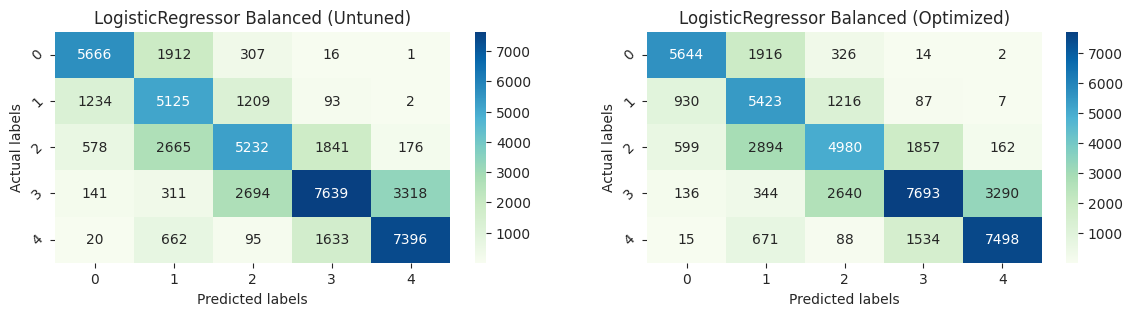 LogisticRegressor Balanced (Untuned)
0 5666 1912 307 16 1
1 1234 5125 1209 93 2
2 578 2665 5232 1841 176
3 141 311 2694 7639 3318
4 20 662 95 1633 7396
0 1 2 3 4
Predicted labels
Actual labels
7000
6000
5000
4000
3000
2000
1000
LogisticRegressor Balanced (Optimized)
0 5644 1916 326 14 2
1 930 5423 1216 87 7
2 599 2894 4980 1857 162
3 136 344 2640 7693 3290
4 15 671 88 1534 7498
0 1 2 3 4
Predicted labels
Actual labels
7000
6000
5000
4000
3000
2000
1000